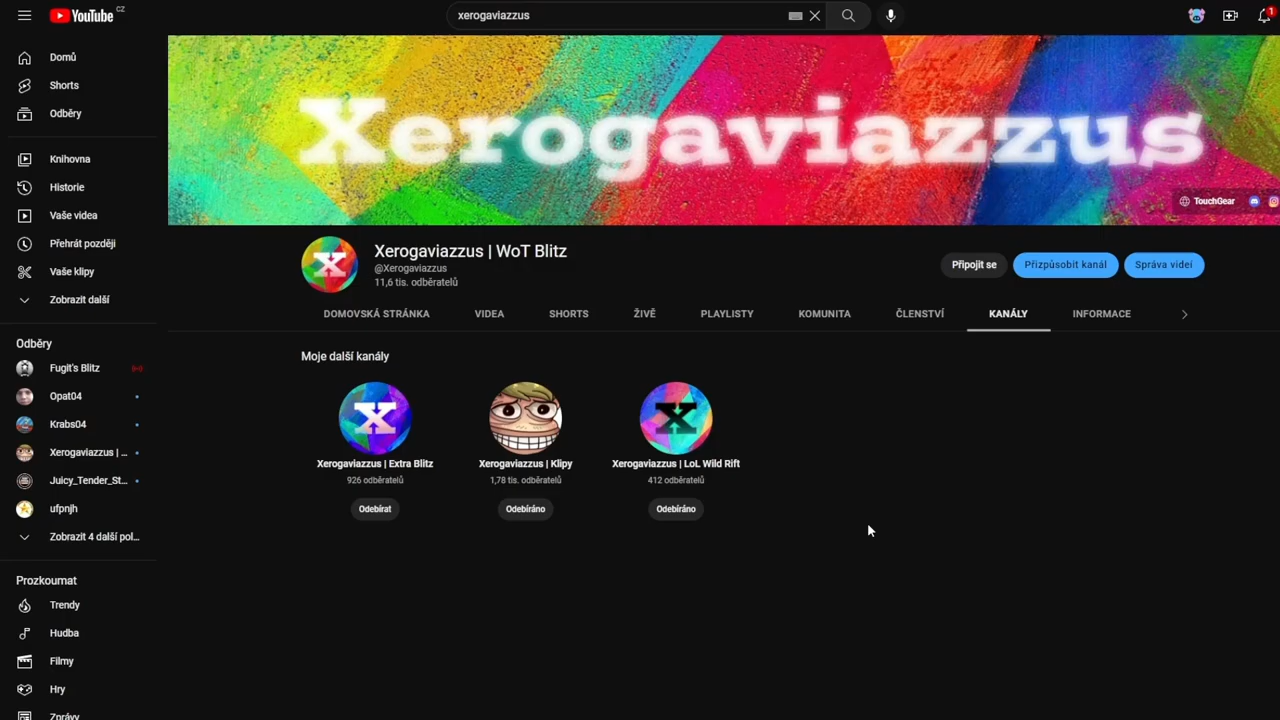 YouTube CZ
xerogaviazzus
1
Domů
Shorts
Odběry
Knihovna
Historie
Vaše videa
Přehrát později
Vaše klipy
Zobrazit další
Odběry
Fugit's Blitz
Opat04
Krabs04
Xerogaviazzus | ...
Juicy_Tender_St...
ufpnjh
Zobrazit 4 další pol...
Prozkoumat
Trendy
Hudba
Filmy
Hry
Zprávy
Xerogaviazzus
TouchGear
X
Xerogaviazzus | WoT Blitz
@Xerogaviazzus
11,6 tis. odběratelů
Připojit se
Přizpůsobit kanál
Správa videí
DOMOVSKÁ STRÁNKA VIDEA SHORTS ŽIVĚ PLAYLISTY KOMUNITA ČLENSTVÍ KANÁLY INFORMACE
Moje další kanály
X
Xerogaviazzus | Extra Blitz
926 odběratelů
Odebírat
Xerogaviazzus | Klipy
1,78 tis. odběratelů
Odebíráno
X
Xerogaviazzus | LoL Wild Rift
412 odběratelů
Odebíráno